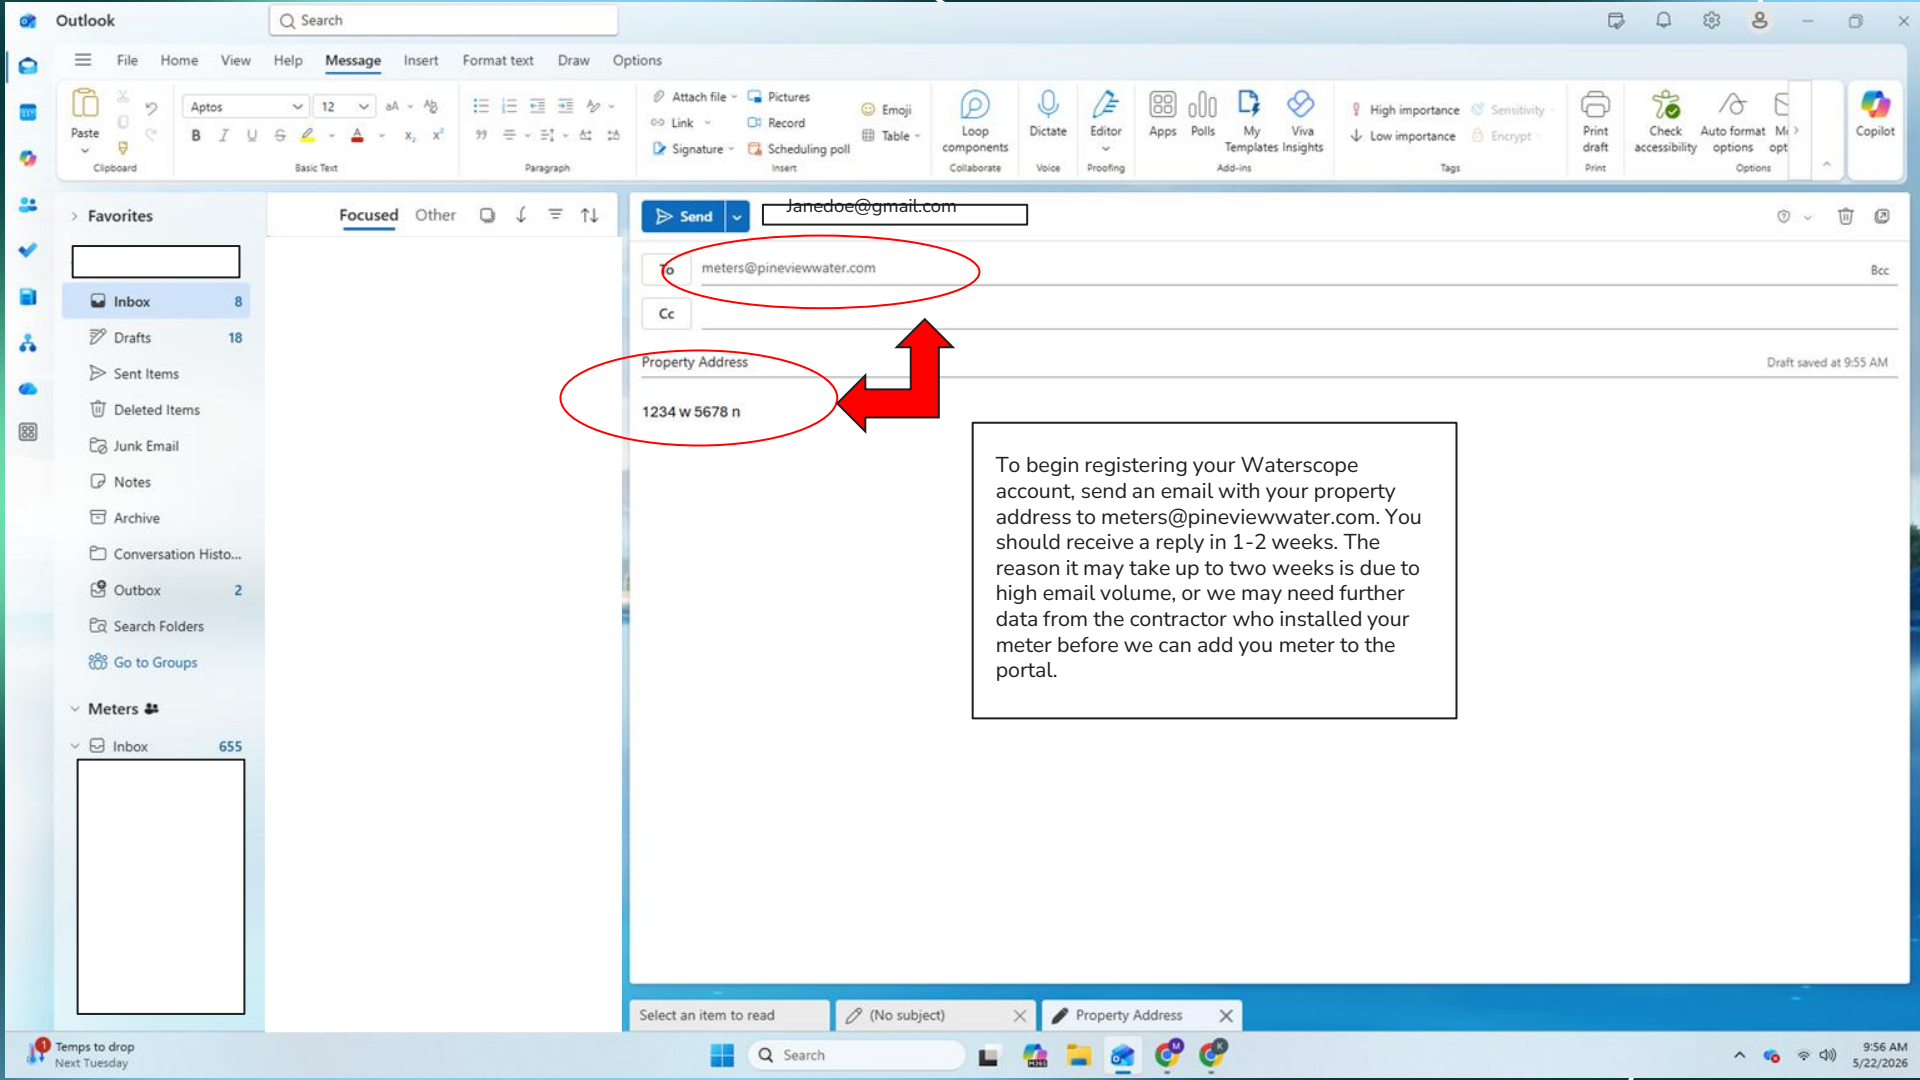 Outlook
Search
File Home View Help Message Insert Format text Draw Options
Paste
Clipboard
Aptos 12
B I U
Basic Text
Paragraph
Attach file Pictures
Link Record
Signature Scheduling poll
Emoji
Table
Insert
Loop components
Collaborate
Dictate
Voice
Editor
Proofing
Apps Polls My Templates Viva Insights
Add-ins
High importance Sensitivity
Low importance Encrypt
Tags
Print draft
Print
Check accessibility
Auto format options
opt
Options
Copilot
Favorites
Inbox 8
Drafts 18
Sent Items
Deleted Items
Junk Email
Notes
Archive
Conversation Histo...
Outbox 2
Search Folders
Go to Groups
Meters
Inbox 655
Focused Other
Send
Janedoe@gmail.com
To meters@pineviewwater.com Bcc
Cc
Property Address Draft saved at 9:55 AM
1234 w 5678 n
To begin registering your Waterscope
account, send an email with your property
address to meters@pineviewwater.com. You
should receive a reply in 1-2 weeks. The
reason it may take up to two weeks is due to
high email volume, or we may need further
data from the contractor who installed your
meter before we can add you meter to the
portal.
Select an item to read (No subject) Property Address
1 Temps to drop
Next Tuesday
Search
M365
M K
9:56 AM
5/22/2026